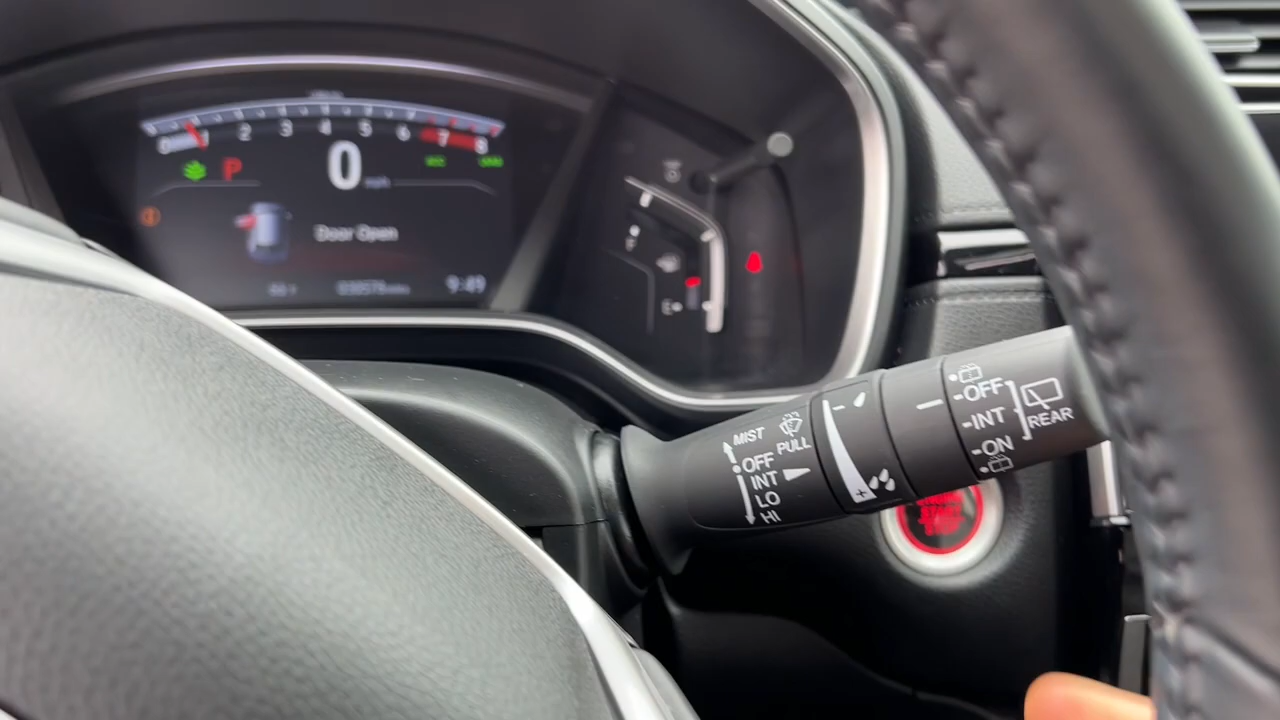 0 1 2 3 4 5 6 7 8
P
0
mph
Door Open
9:49
F
E
MIST
PULL
OFF
INT
LO
HI
- +
OFF
INT
ON
REAR